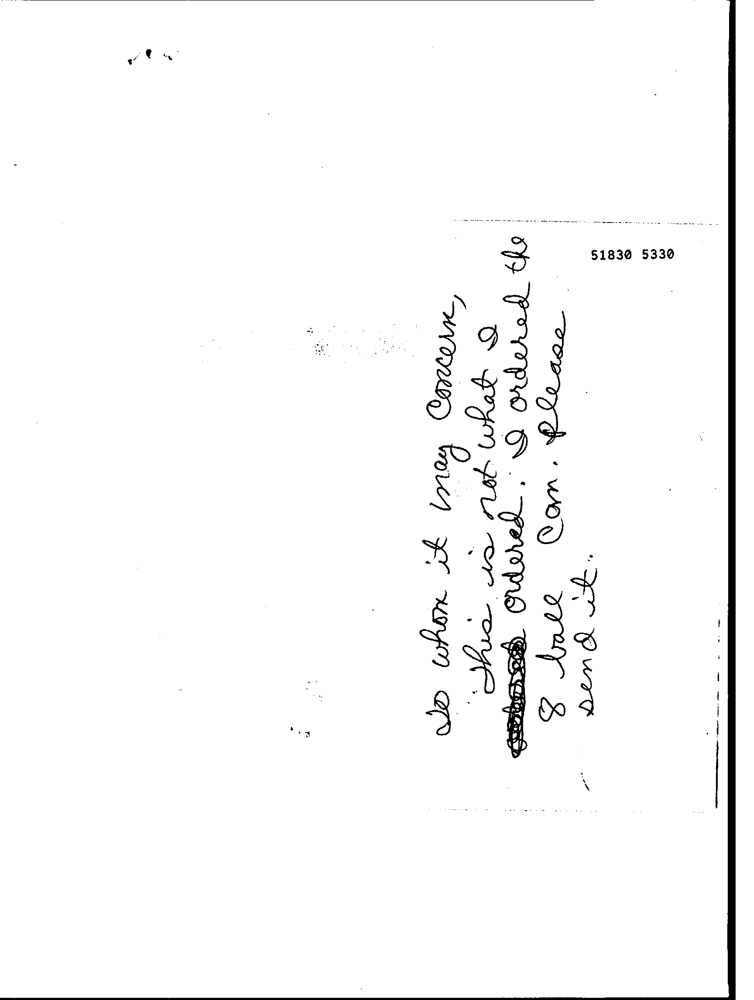 To whom it may concern,
This is not what I
ordered. I ordered the
8 ball Com. Please
send it.
51830 5330